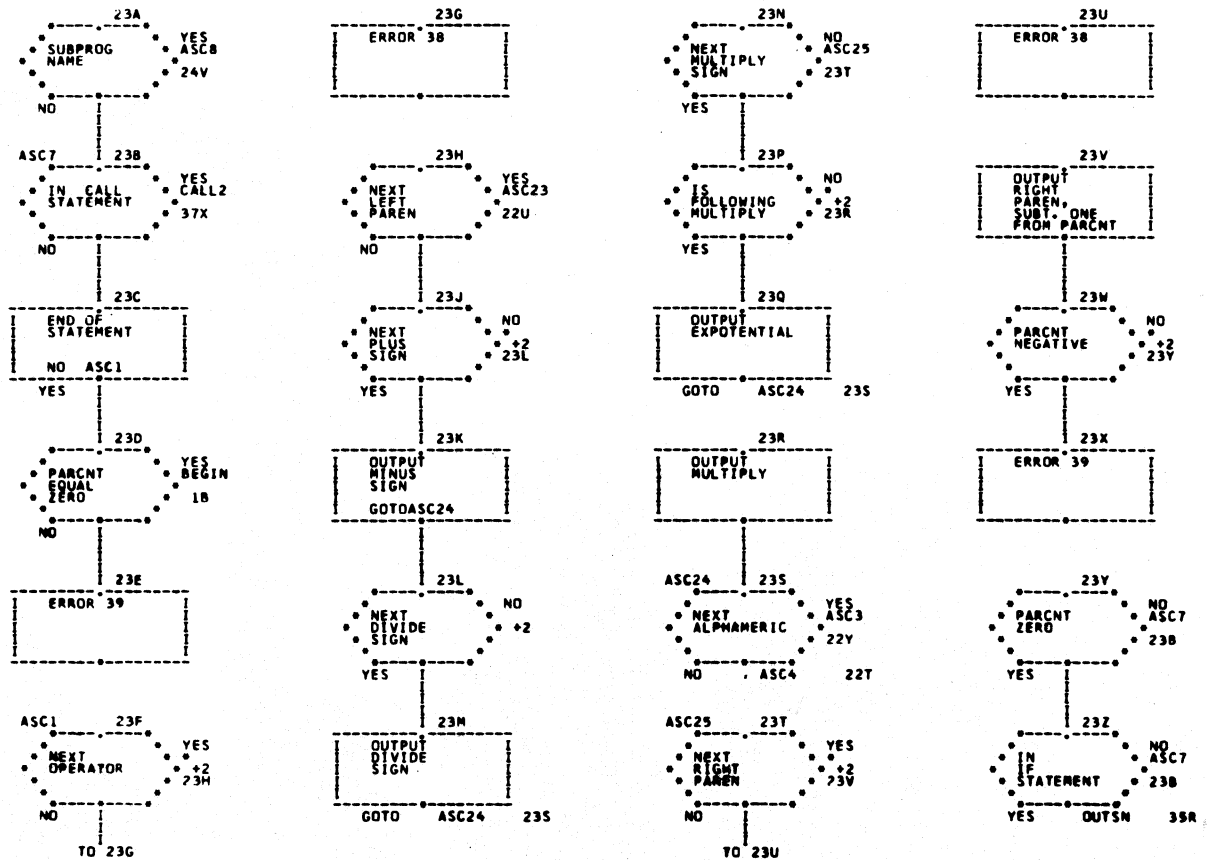 23A
SUBPROG
NAME
YES
ASC8
24V
NO
ASC7 23B
IN CALL
STATEMENT
YES
CALL2
37X
NO
23C
END OF
STATEMENT
NO ASC1
YES
23D
PARCNT
EQUAL
ZERO
YES
BEGIN
1B
NO
23E
ERROR 39
ASC1 23F
NEXT
OPERATOR
YES
+2
23H
NO
TO 23G
23G
ERROR 38
23H
NEXT
LEFT
PAREN
YES
ASC23
22U
NO
23J
NEXT
PLUS
SIGN
NO
+2
23L
YES
23K
OUTPUT
MINUS
SIGN
GOTOASC24
23L
NEXT
DIVIDE
SIGN
NO
+2
YES
23M
OUTPUT
DIVIDE
SIGN
GOTO ASC24 23S
23N
NEXT
MULTIPLY
SIGN
NO
ASC25
23T
YES
23P
IS
FOLLOWING
MULTIPLY
NO
+2
23R
YES
23Q
OUTPUT
EXPOTENTIAL
GOTO ASC24 23S
23R
OUTPUT
MULTIPLY
ASC24 23S
NEXT
ALPHAMERIC
YES
ASC3
22Y
NO . ASC4 22T
ASC25 23T
NEXT
RIGHT
PAREN
YES
+2
23V
NO
TO 23U
23U
ERROR 38
23V
OUTPUT
RIGHT
PAREN,
SUBT. ONE
FROM PARCNT
23W
PARCNT
NEGATIVE
NO
+2
23Y
YES
23X
ERROR 39
23Y
PARCNT
ZERO
NO
ASC7
23B
YES
23Z
IN
IF
STATEMENT
NO
ASC7
23B
YES OUTSN 35R